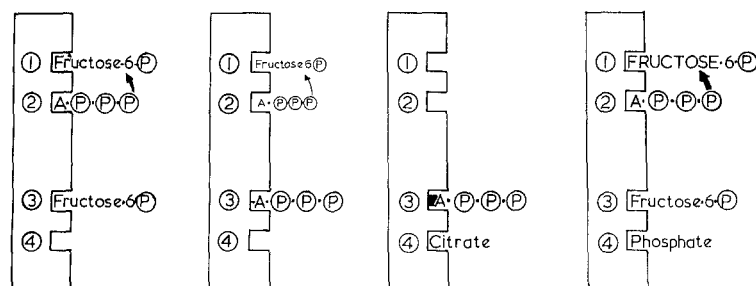 ① Fructose-6-Ⓟ
② A·Ⓟ·Ⓟ·Ⓟ
③ Fructose·6·Ⓟ
④
① Fructose 6 Ⓟ
② A·ⓅⓅⓅ
③ A·Ⓟ·Ⓟ·Ⓟ
④
①
②
③ A·Ⓟ·Ⓟ·Ⓟ
④ Citrate
① FRUCTOSE·6·Ⓟ
② A·Ⓟ·Ⓟ·Ⓟ
③ Fructose·6·Ⓟ
④ Phosphate